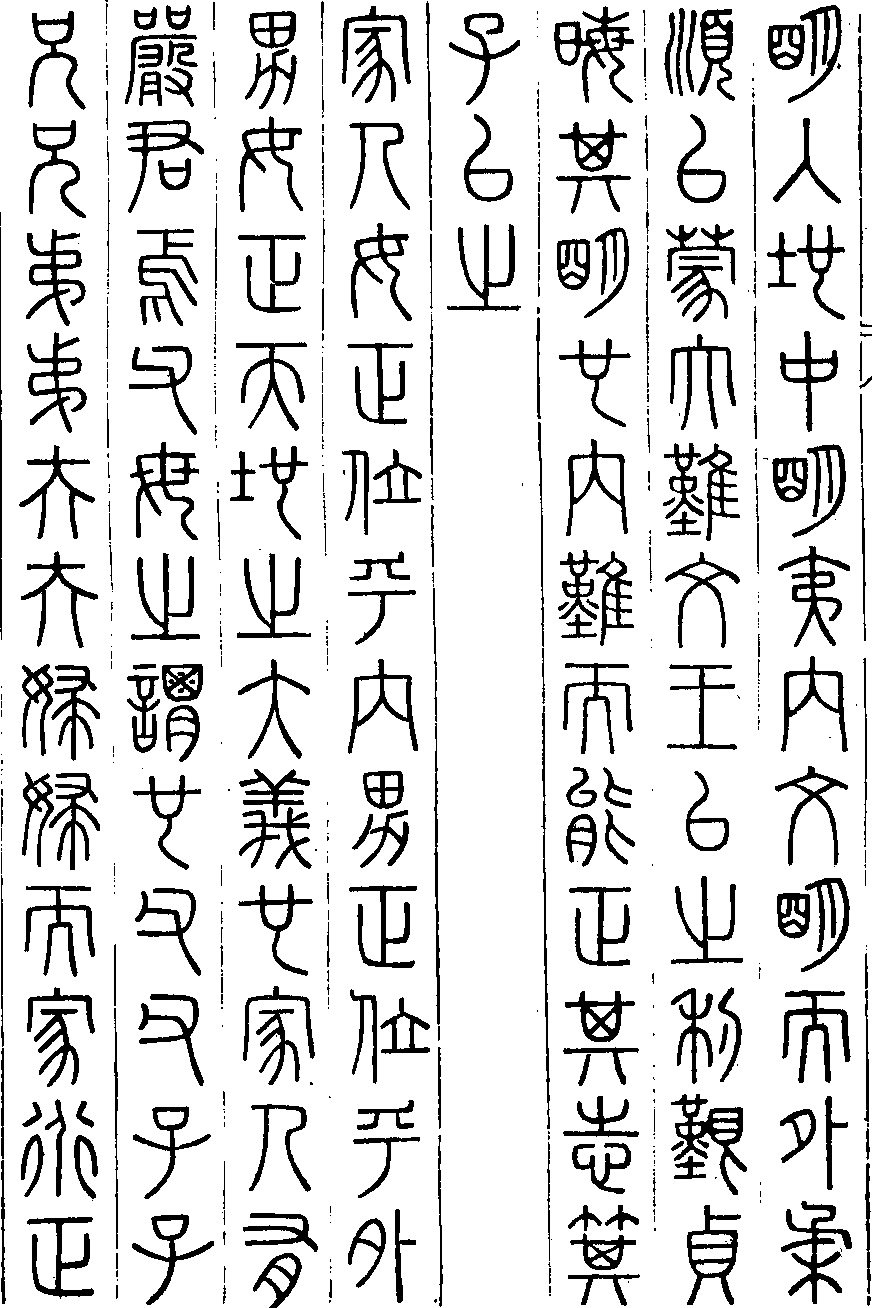 明入地中明夷內文明而外柔
順以蒙大難文王以之利艱貞
晦其明也內難而能正其志箕
子以之
家人女正位乎內男正位乎外
男女正天地之大義也家人有
嚴君焉父母之謂也父父子子
兄兄弟弟夫夫婦婦而家道正